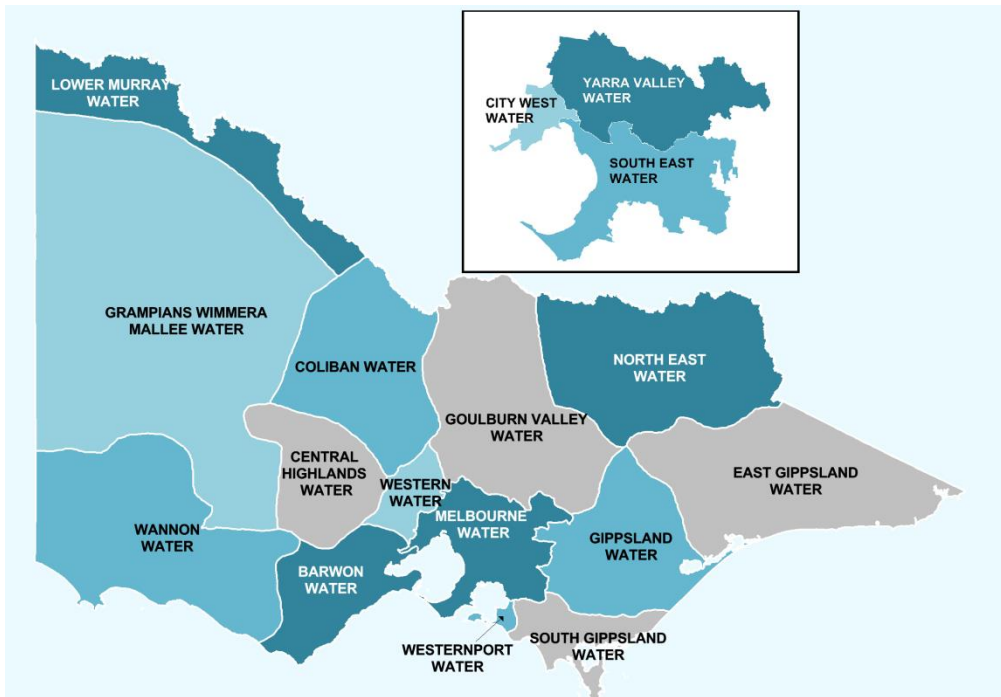 LOWER MURRAY
WATER
YARRA VALLEY
WATER
CITY WEST
WATER
SOUTH EAST
WATER
GRAMPIANS WIMMERA
MALLEE WATER
COLIBAN WATER
NORTH EAST
WATER
GOULBURN VALLEY
WATER
CENTRAL
HIGHLANDS
WATER
WESTERN
WATER
EAST GIPPSLAND
WATER
MELBOURNE
WATER
WANNON
WATER
GIPPSLAND
WATER
BARWON
WATER
WESTERNPORT
WATER
SOUTH GIPPSLAND
WATER